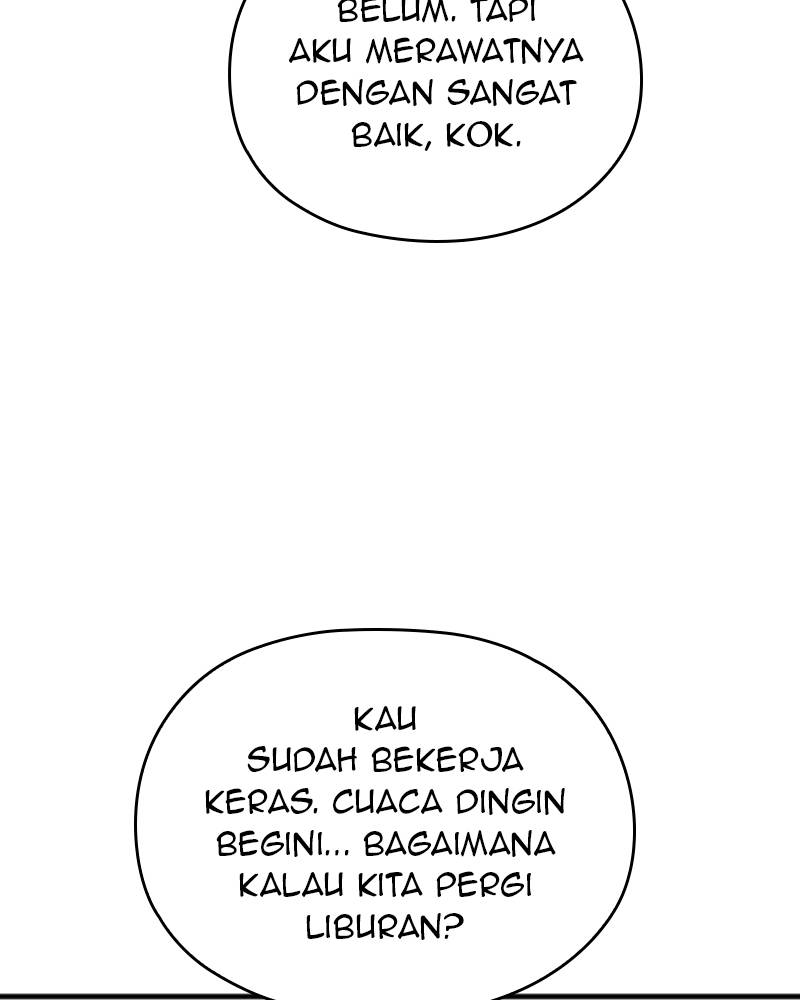 BELUM. TAPI
AKU MERAWATNYA
DENGAN SANGAT
BAIK, KOK.
KAU
SUDAH BEKERJA
KERAS. CUACA DINGIN
BEGINI... BAGAIMANA
KALAU KITA PERGI
LIBURAN?